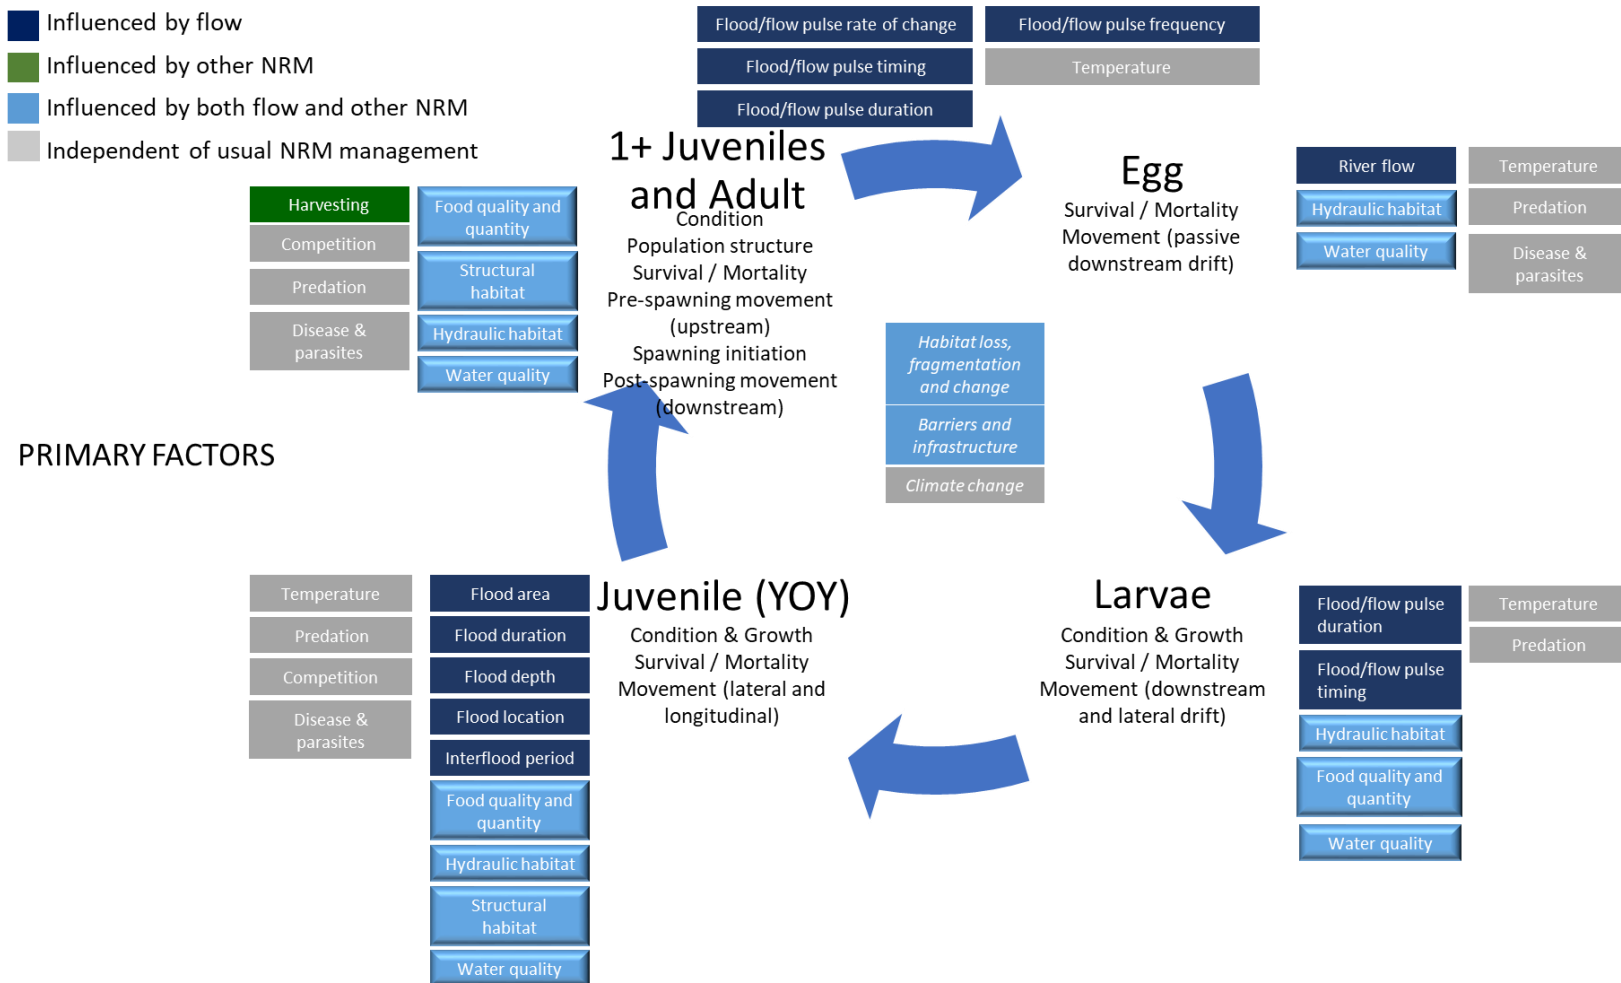 Influenced by flow
Influenced by other NRM
Influenced by both flow and other NRM
Independent of usual NRM management
Flood/flow pulse rate of change
Flood/flow pulse timing
Flood/flow pulse duration
Flood/flow pulse frequency
Temperature
1+ Juveniles
and Adult
Condition
Population structure
Survival / Mortality
Pre-spawning movement
(upstream)
Spawning initiation
Post-spawning movement
(downstream)
Harvesting
Competition
Predation
Disease &
parasites
Food quality and
quantity
Structural
habitat
Hydraulic habitat
Water quality
Egg
Survival / Mortality
Movement (passive
downstream drift)
River flow
Hydraulic habitat
Water quality
Temperature
Predation
Disease &
parasites
Habitat loss,
fragmentation
and change
Barriers and
infrastructure
Climate change
PRIMARY FACTORS
Larvae
Condition & Growth
Survival / Mortality
Movement (downstream
and lateral drift)
Flood/flow pulse
duration
Flood/flow pulse
timing
Hydraulic habitat
Food quality and
quantity
Water quality
Temperature
Predation
Juvenile (YOY)
Condition & Growth
Survival / Mortality
Movement (lateral and
longitudinal)
Temperature
Predation
Competition
Disease &
parasites
Flood area
Flood duration
Flood depth
Flood location
Interflood period
Food quality and
quantity
Hydraulic habitat
Structural
habitat
Water quality